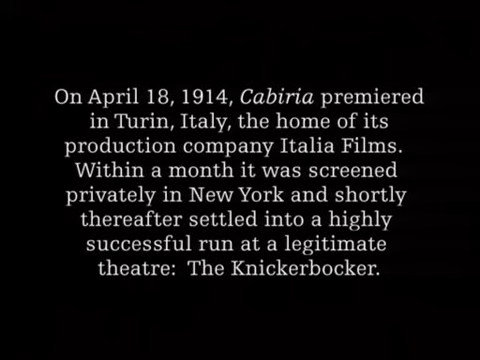 On April 18, 1914, Cabiria premiered
in Turin, Italy, the home of its
production company Italia Films.
Within a month it was screened
privately in New York and shortly
thereafter settled into a highly
successful run at a legitimate
theatre:  The Knickerbocker.